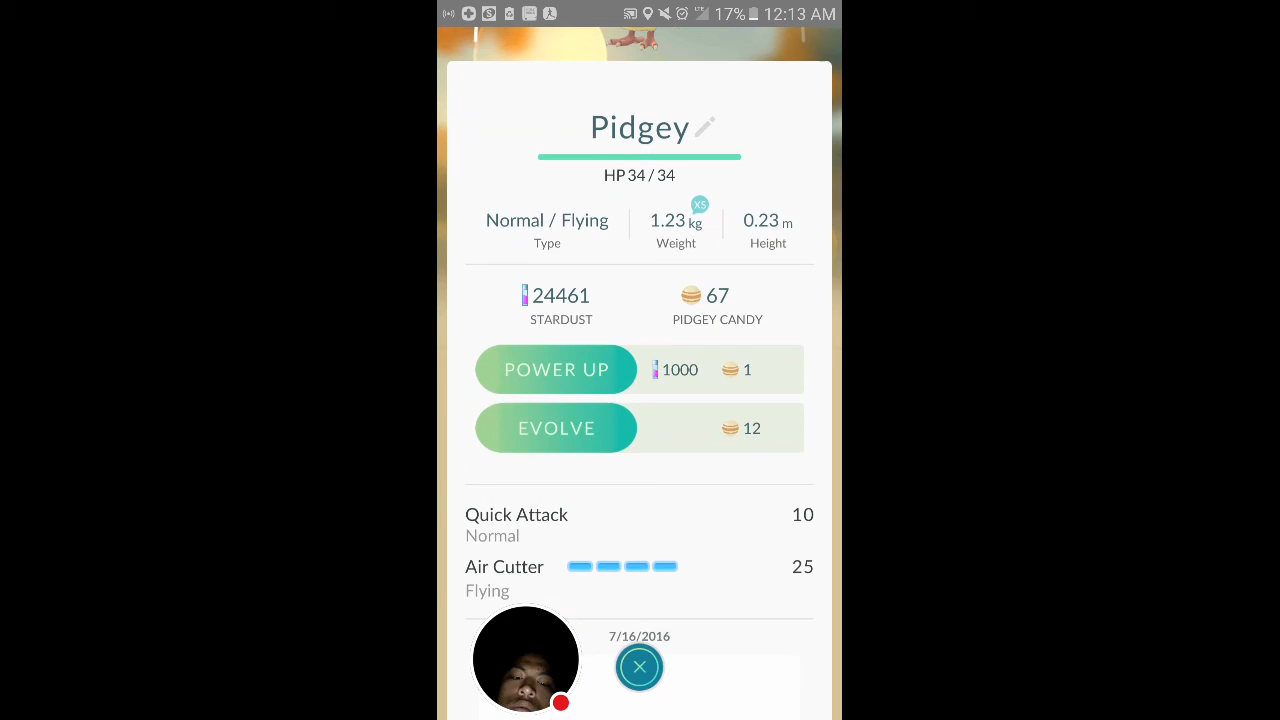 LTE 17% 12:13 AM
Pidgey
HP 34 / 34
XS
Normal / Flying 1.23 kg 0.23 m
Type Weight Height
24461 67
STARDUST PIDGEY CANDY
POWER UP 1000 1
EVOLVE 12
Quick Attack 10
Normal
Air Cutter 25
Flying
7/16/2016